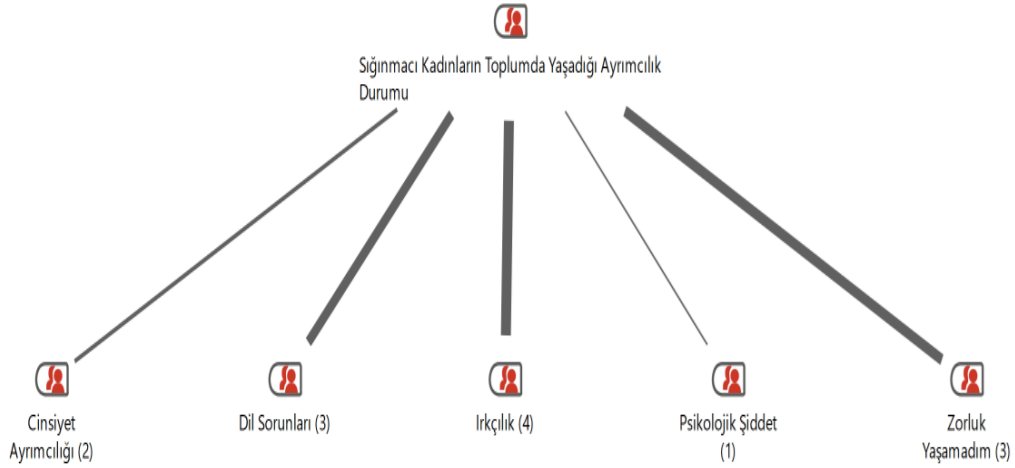 Sığınmacı Kadınların Toplumda Yaşadığı Ayrımcılık
Durumu
Cinsiyet
Ayrımcılığı (2)
Dil Sorunları (3)
Irkçılık (4)
Psikolojik Şiddet
(1)
Zorluk
Yaşamadım (3)